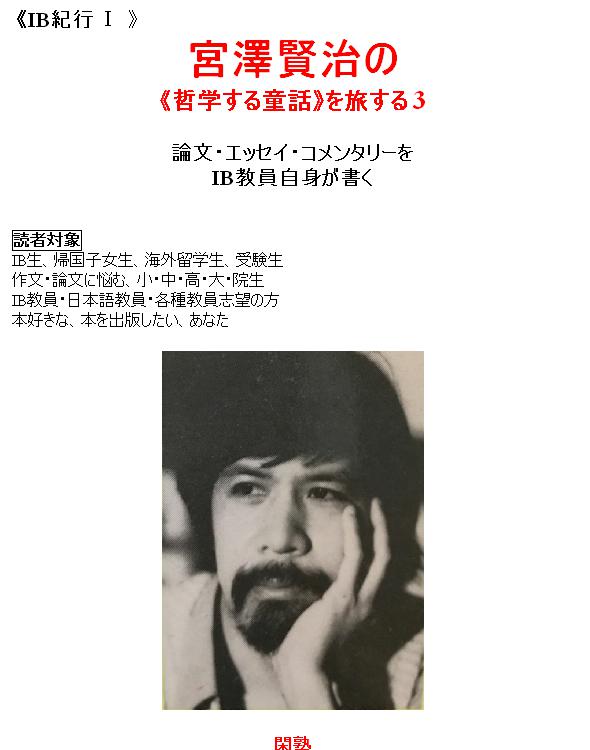 《IB紀行 Ⅰ 》
宮澤賢治の
《哲学する童話》を旅する3
論文・エッセイ・コメンタリーを
IB教員自身が書く
読者対象
IB生、帰国子女生、海外留学生、受験生
作文・論文に悩む、小・中・高・大・院生
IB教員・日本語教員・各種教員志望の方
本好きな、本を出版したい、あなた
閑塾